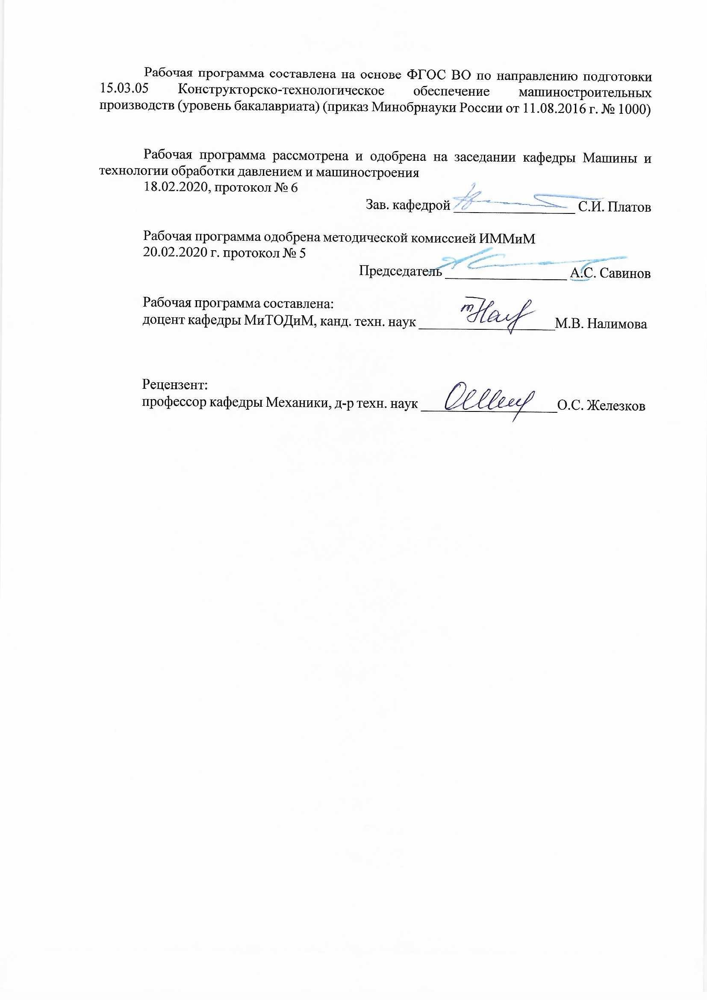 Рабочая программа составлена на основе ФГОС ВО по направлению подготовки
15.03.05 Конструкторско-технологическое обеспечение машиностроительных
производств (уровень бакалавриата) (приказ Минобрнауки России от 11.08.2016 г. № 1000)
Рабочая программа рассмотрена и одобрена на заседании кафедры Машины и
технологии обработки давлением и машиностроения
18.02.2020, протокол № 6
Зав. кафедрой ________________ С.И. Платов
Рабочая программа одобрена методической комиссией ИММиМ
20.02.2020 г. протокол № 5
Председатель ________________ А.С. Савинов
Рабочая программа составлена:
доцент кафедры МиТОДиМ, канд. техн. наук __________________М.В. Налимова
Рецензент:
профессор кафедры Механики, д-р техн. наук __________________О.С. Железков